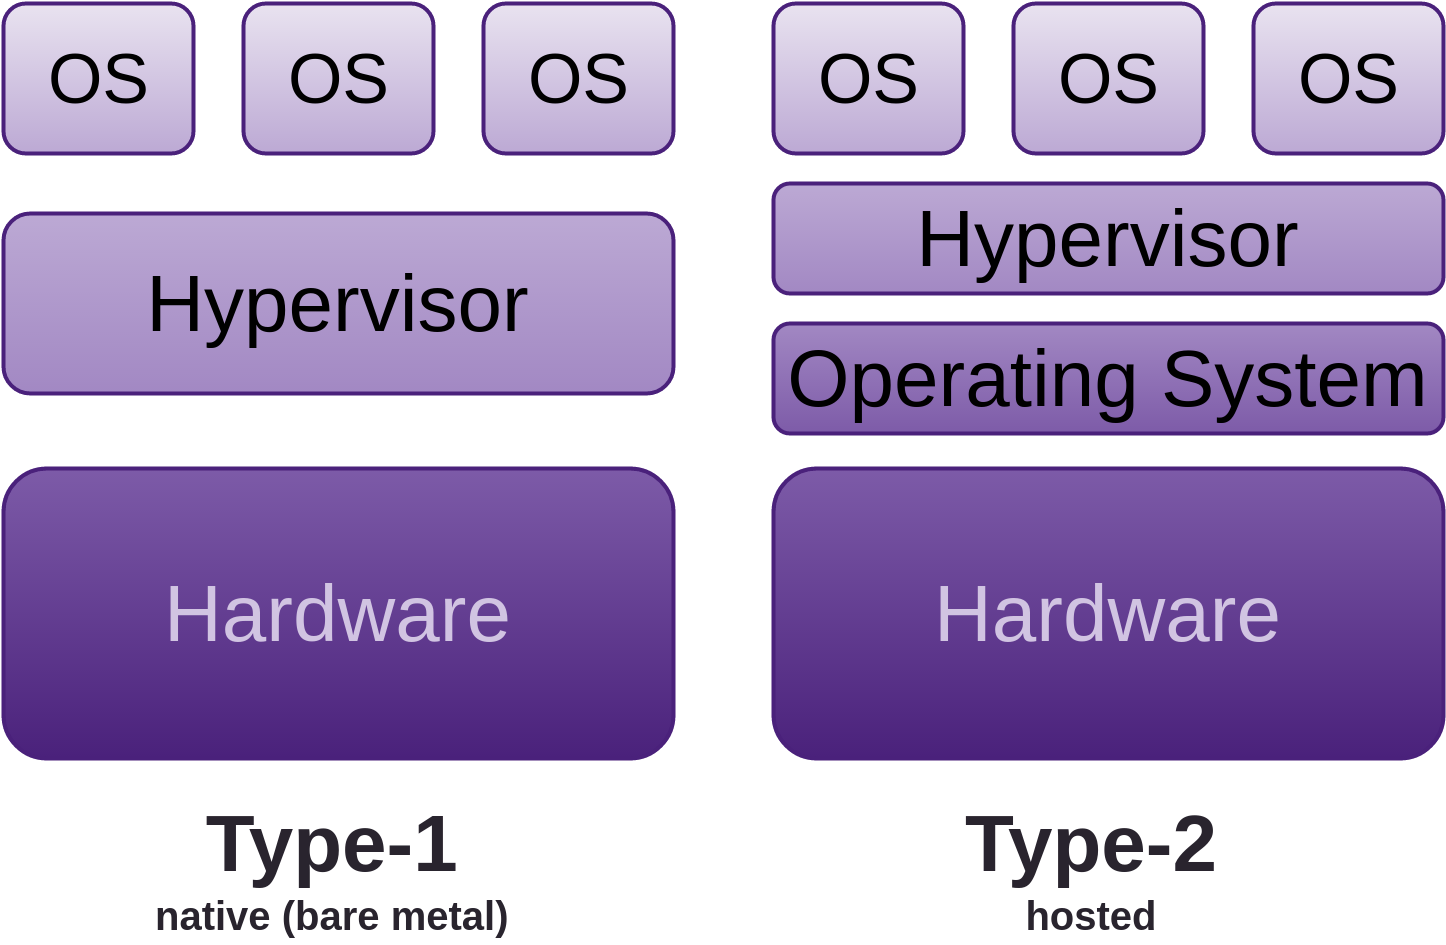 OS OS OS
Hypervisor
Hardware
Type-1
native (bare metal)
OS OS OS
Hypervisor
Operating System
Hardware
Type-2
hosted